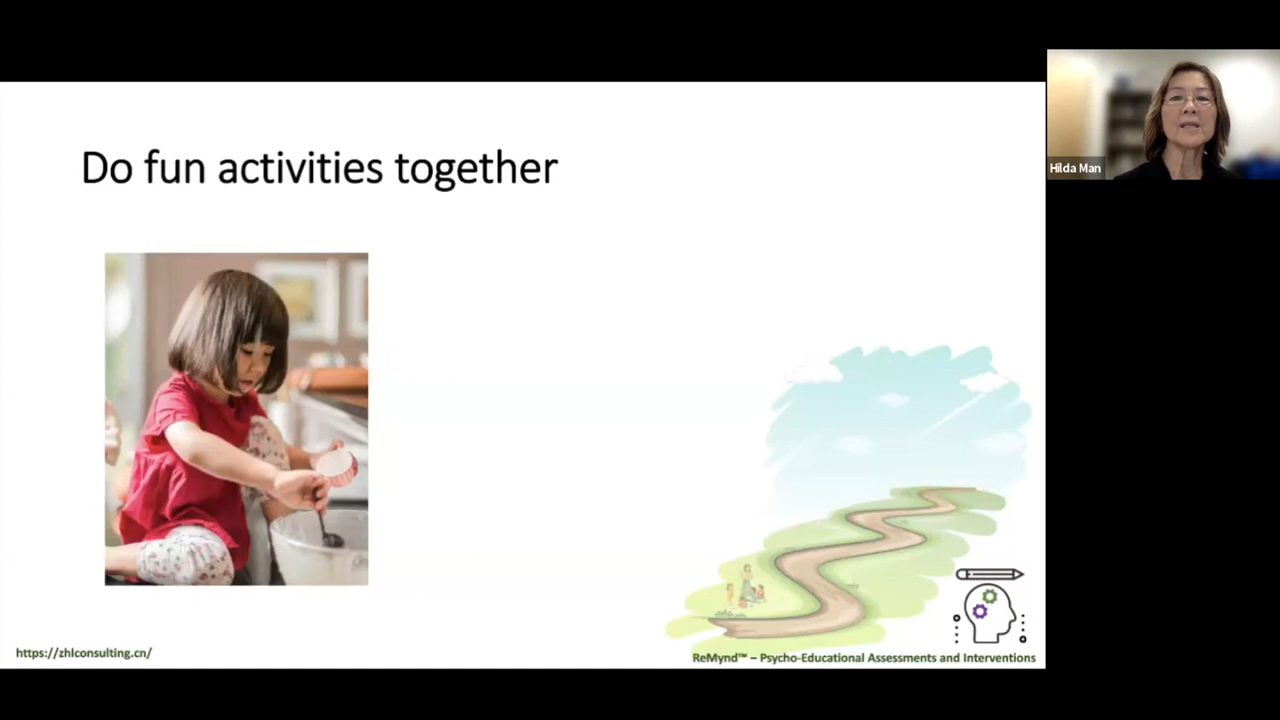 Do fun activities together
Hilda Man
https://zhlconsulting.cn/
ReMynd™ – Psycho-Educational Assessments and Interventions